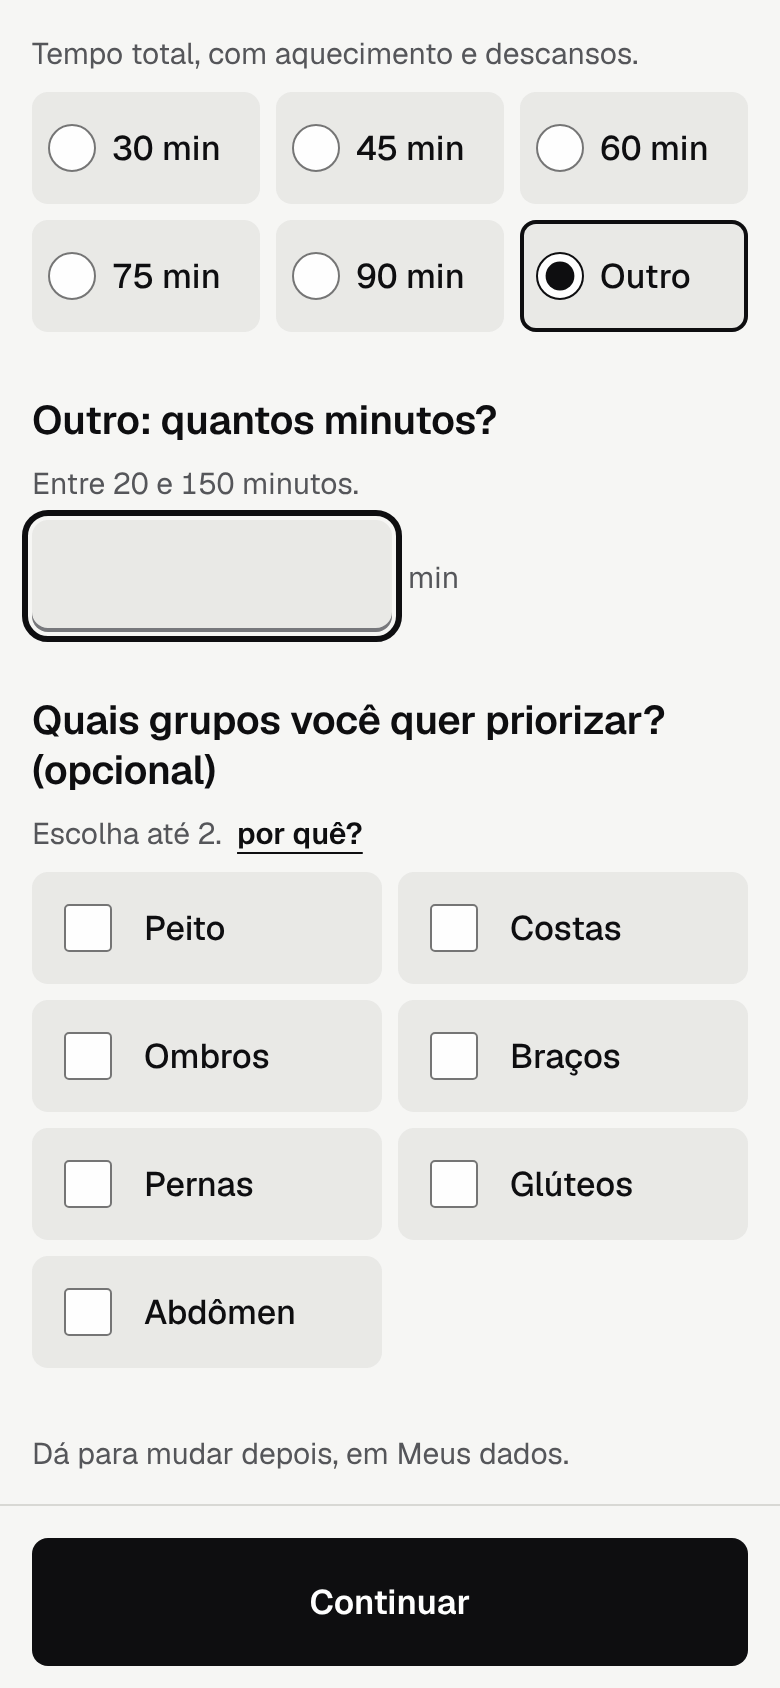 Tempo total, com aquecimento e descansos.
30 min
45 min
60 min
75 min
90 min
Outro
Outro: quantos minutos?
Entre 20 e 150 minutos.
min
Quais grupos você quer priorizar?
(opcional)
Escolha até 2. por quê?
Peito
Costas
Ombros
Braços
Pernas
Glúteos
Abdômen
Dá para mudar depois, em Meus dados.
Continuar